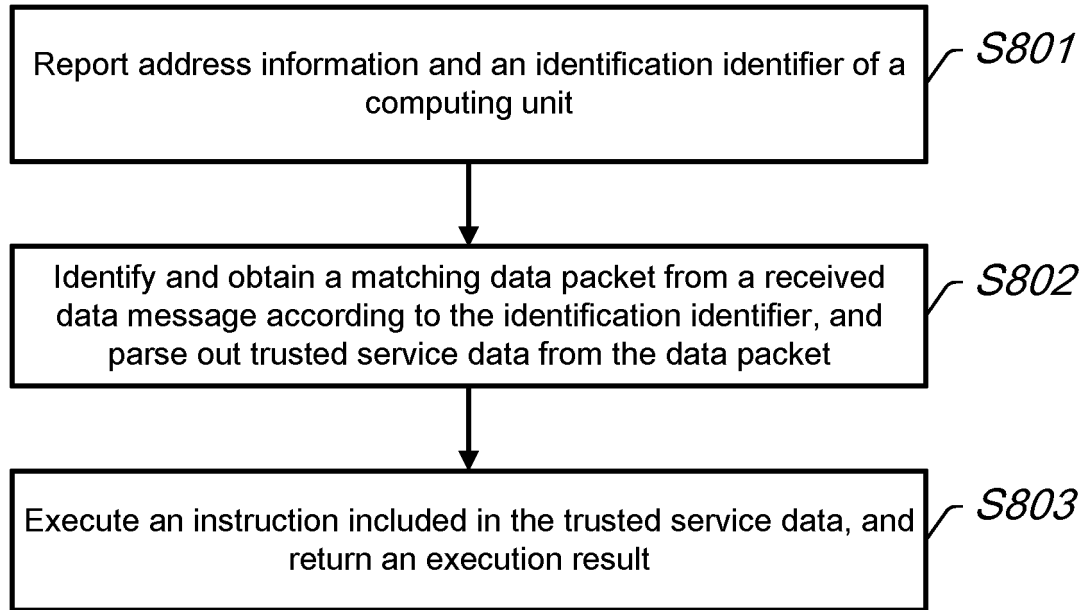 Report address information and an identification identifier of a
computing unit
S801
Identify and obtain a matching data packet from a received
data message according to the identification identifier, and
parse out trusted service data from the data packet
S802
Execute an instruction included in the trusted service data, and
return an execution result
S803